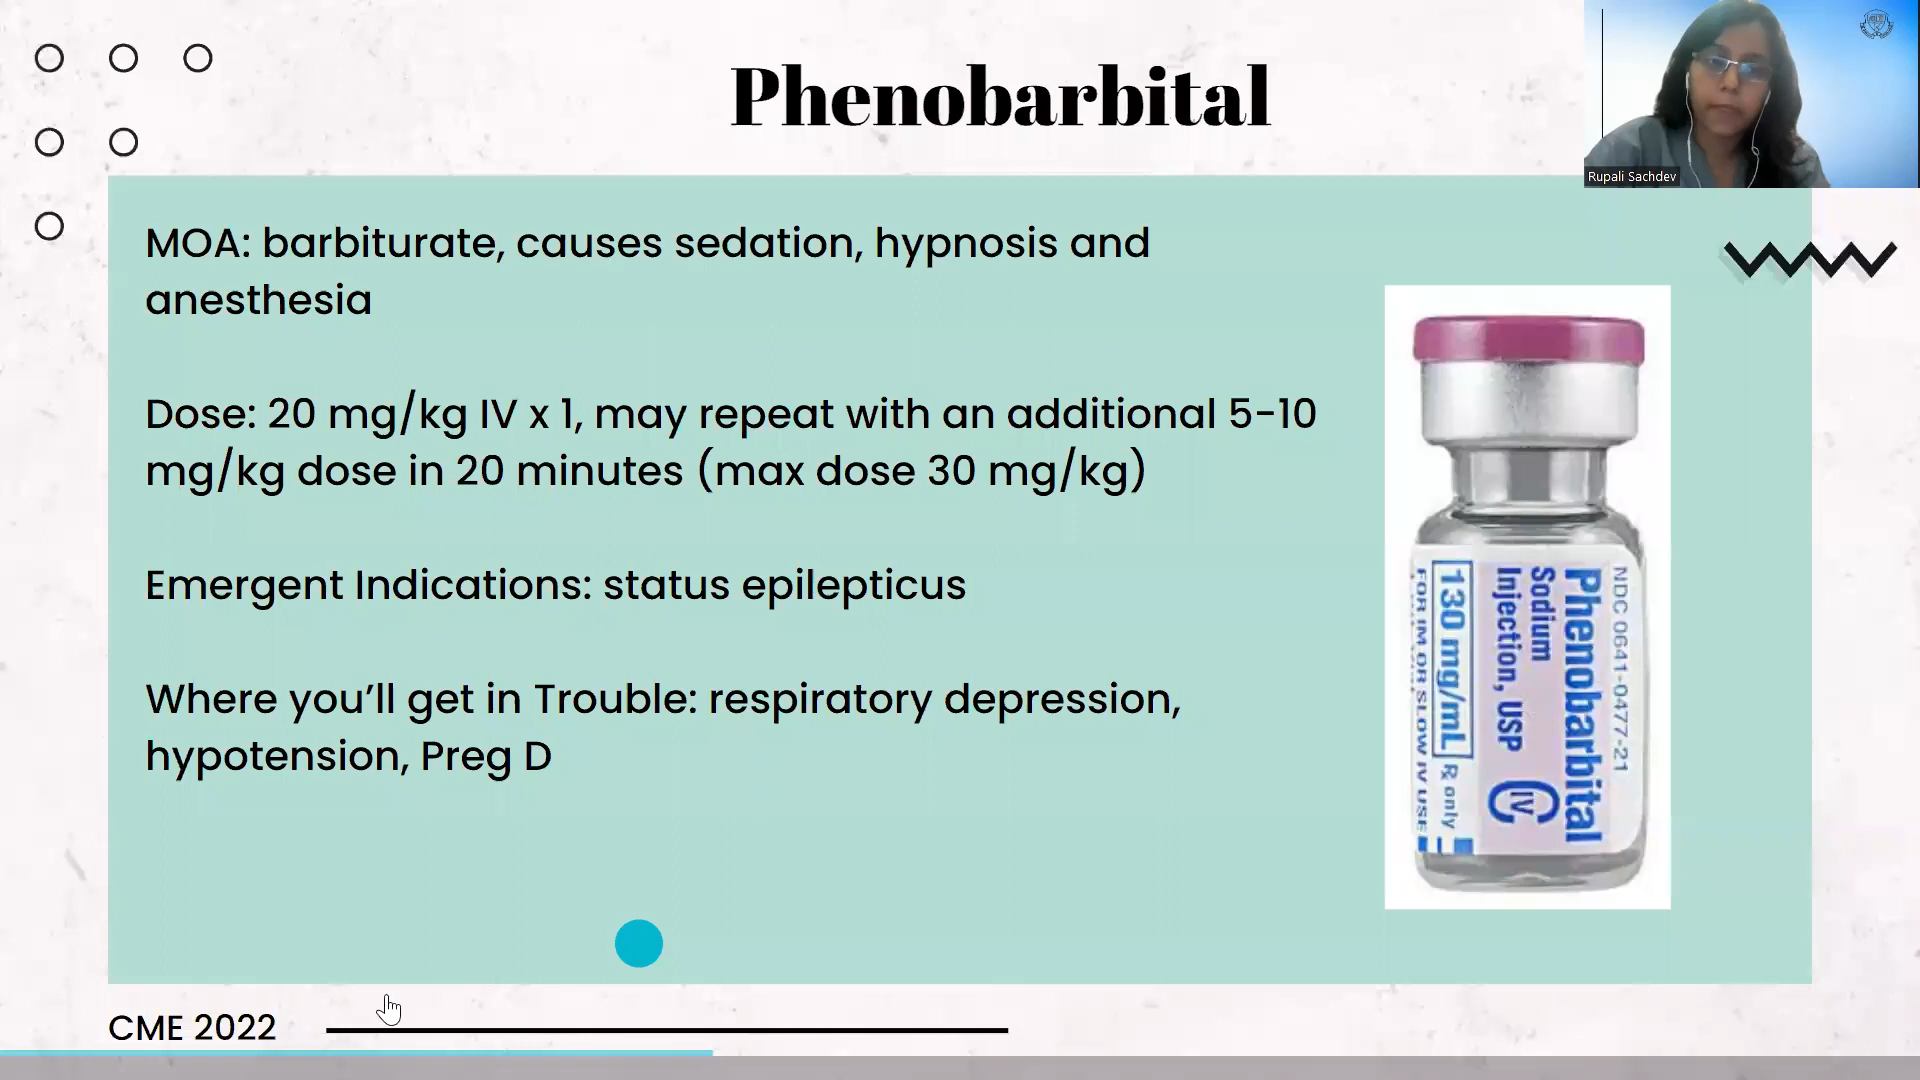 Phenobarbital
Rupali Sachdev
MOA: barbiturate, causes sedation, hypnosis and
anesthesia
Dose: 20 mg/kg IV x 1, may repeat with an additional 5-10
mg/kg dose in 20 minutes (max dose 30 mg/kg)
Emergent Indications: status epilepticus
Where you’ll get in Trouble: respiratory depression,
hypotension, Preg D
NDC 0641-0477-21
Phenobarbital
Sodium
Injection, USP
CIV
130 mg/mL
Rx only
FOR IM OR SLOW IV USE
CME 2022